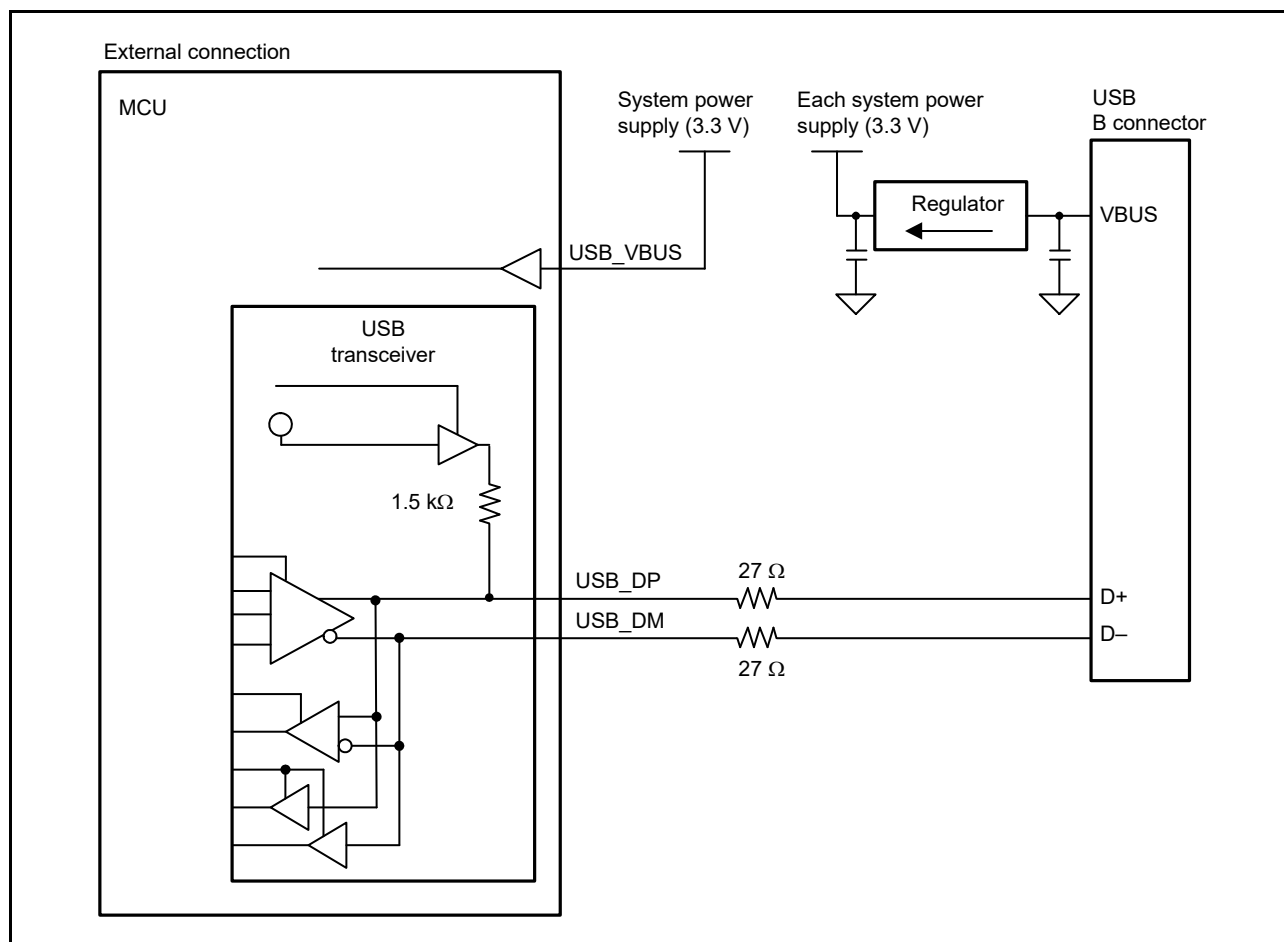 External connection
MCU
System power
supply (3.3 V)
Each system power
supply (3.3 V)
USB
B connector
Regulator
VBUS
USB_VBUS
USB
transceiver
1.5 kΩ
USB_DP
27 Ω
D+
USB_DM
27 Ω
D–